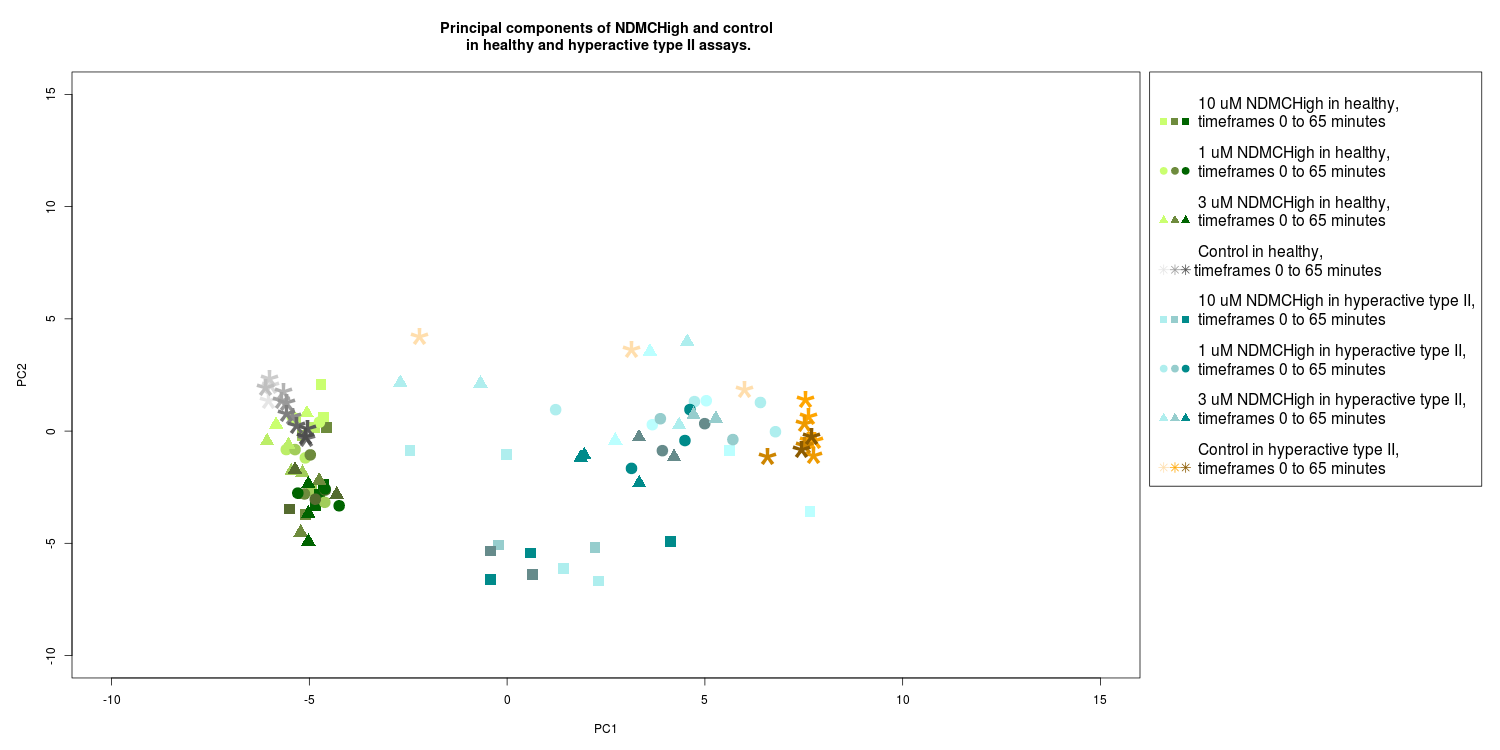 Principal components of NDMCHigh and control
in healthy and hyperactive type II assays.
15
10
5
0
-5
-10
PC2
-10
-5
0
5
10
15
PC1
10 uM NDMCHigh in healthy,
timeframes 0 to 65 minutes
1 uM NDMCHigh in healthy,
timeframes 0 to 65 minutes
3 uM NDMCHigh in healthy,
timeframes 0 to 65 minutes
Control in healthy,
timeframes 0 to 65 minutes
10 uM NDMCHigh in hyperactive type II,
timeframes 0 to 65 minutes
1 uM NDMCHigh in hyperactive type II,
timeframes 0 to 65 minutes
3 uM NDMCHigh in hyperactive type II,
timeframes 0 to 65 minutes
Control in hyperactive type II,
timeframes 0 to 65 minutes